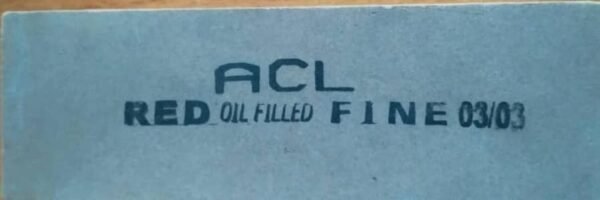 ACL
RED OIL FILLED FINE 03/03